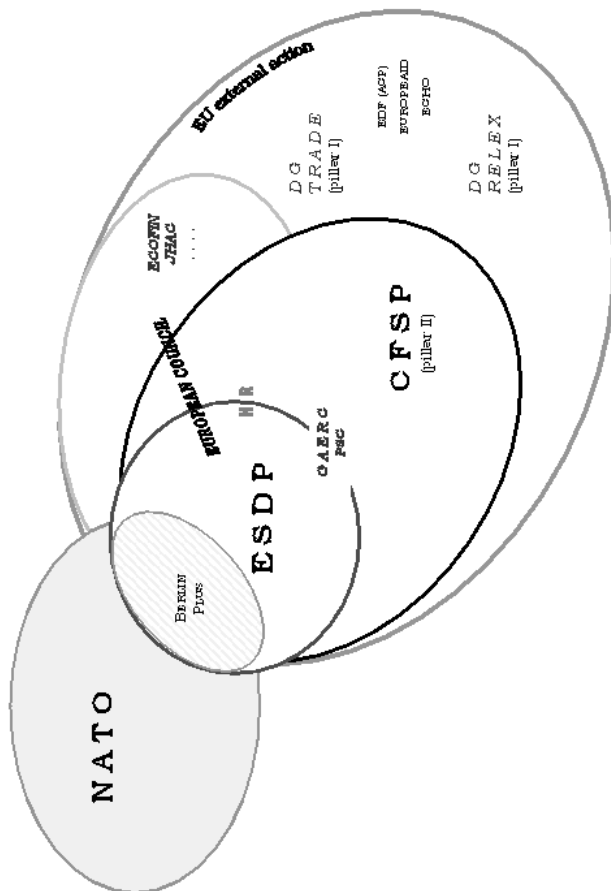 NATO
ECOFIN
JHAC
....
EUROPEAN COUNCIL
BERLIN
PLUS
EU external action
HR
ESDP
DG
TRADE
(pillar I)
GAERC
PSC
EDF (ACP)
EUROPEAID
ECHO
CFSP
(pillar II)
DG
RELEX
(pillar I)